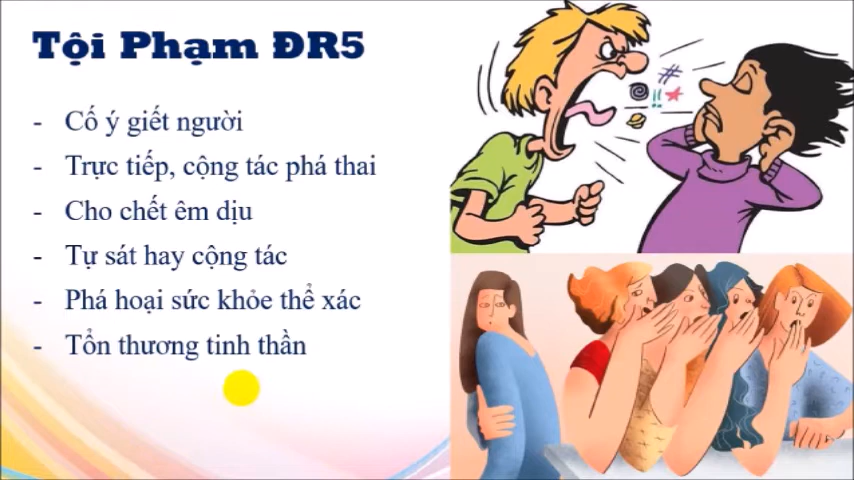 Tội Phạm ĐR5
- Cố ý giết người
- Trực tiếp, cộng tác phá thai
- Cho chết êm dịu
- Tự sát hay cộng tác
- Phá hoại sức khỏe thể xác
- Tổn thương tinh thần